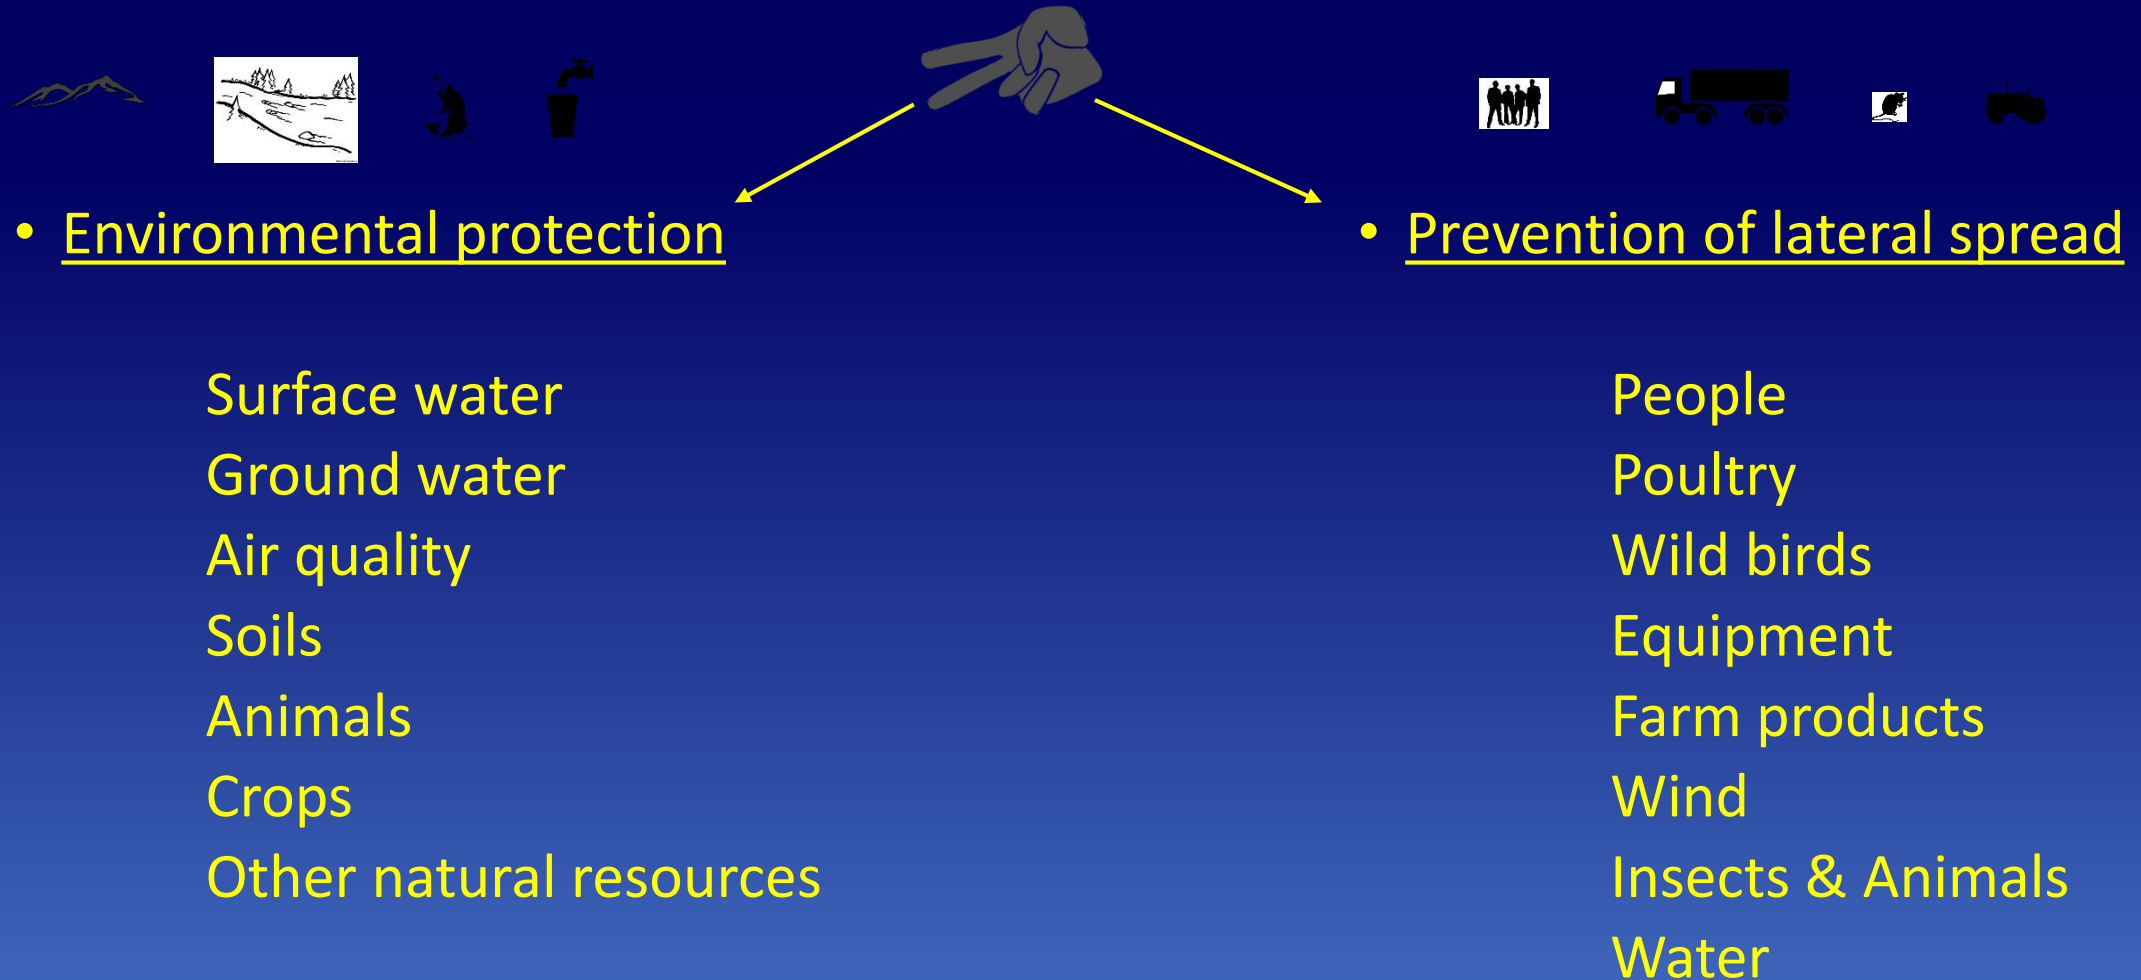 • Environmental protection
Surface water
Ground water
Air quality
Soils
Animals
Crops
Other natural resources
• Prevention of lateral spread
People
Poultry
Wild birds
Equipment
Farm products
Wind
Insects & Animals
Water